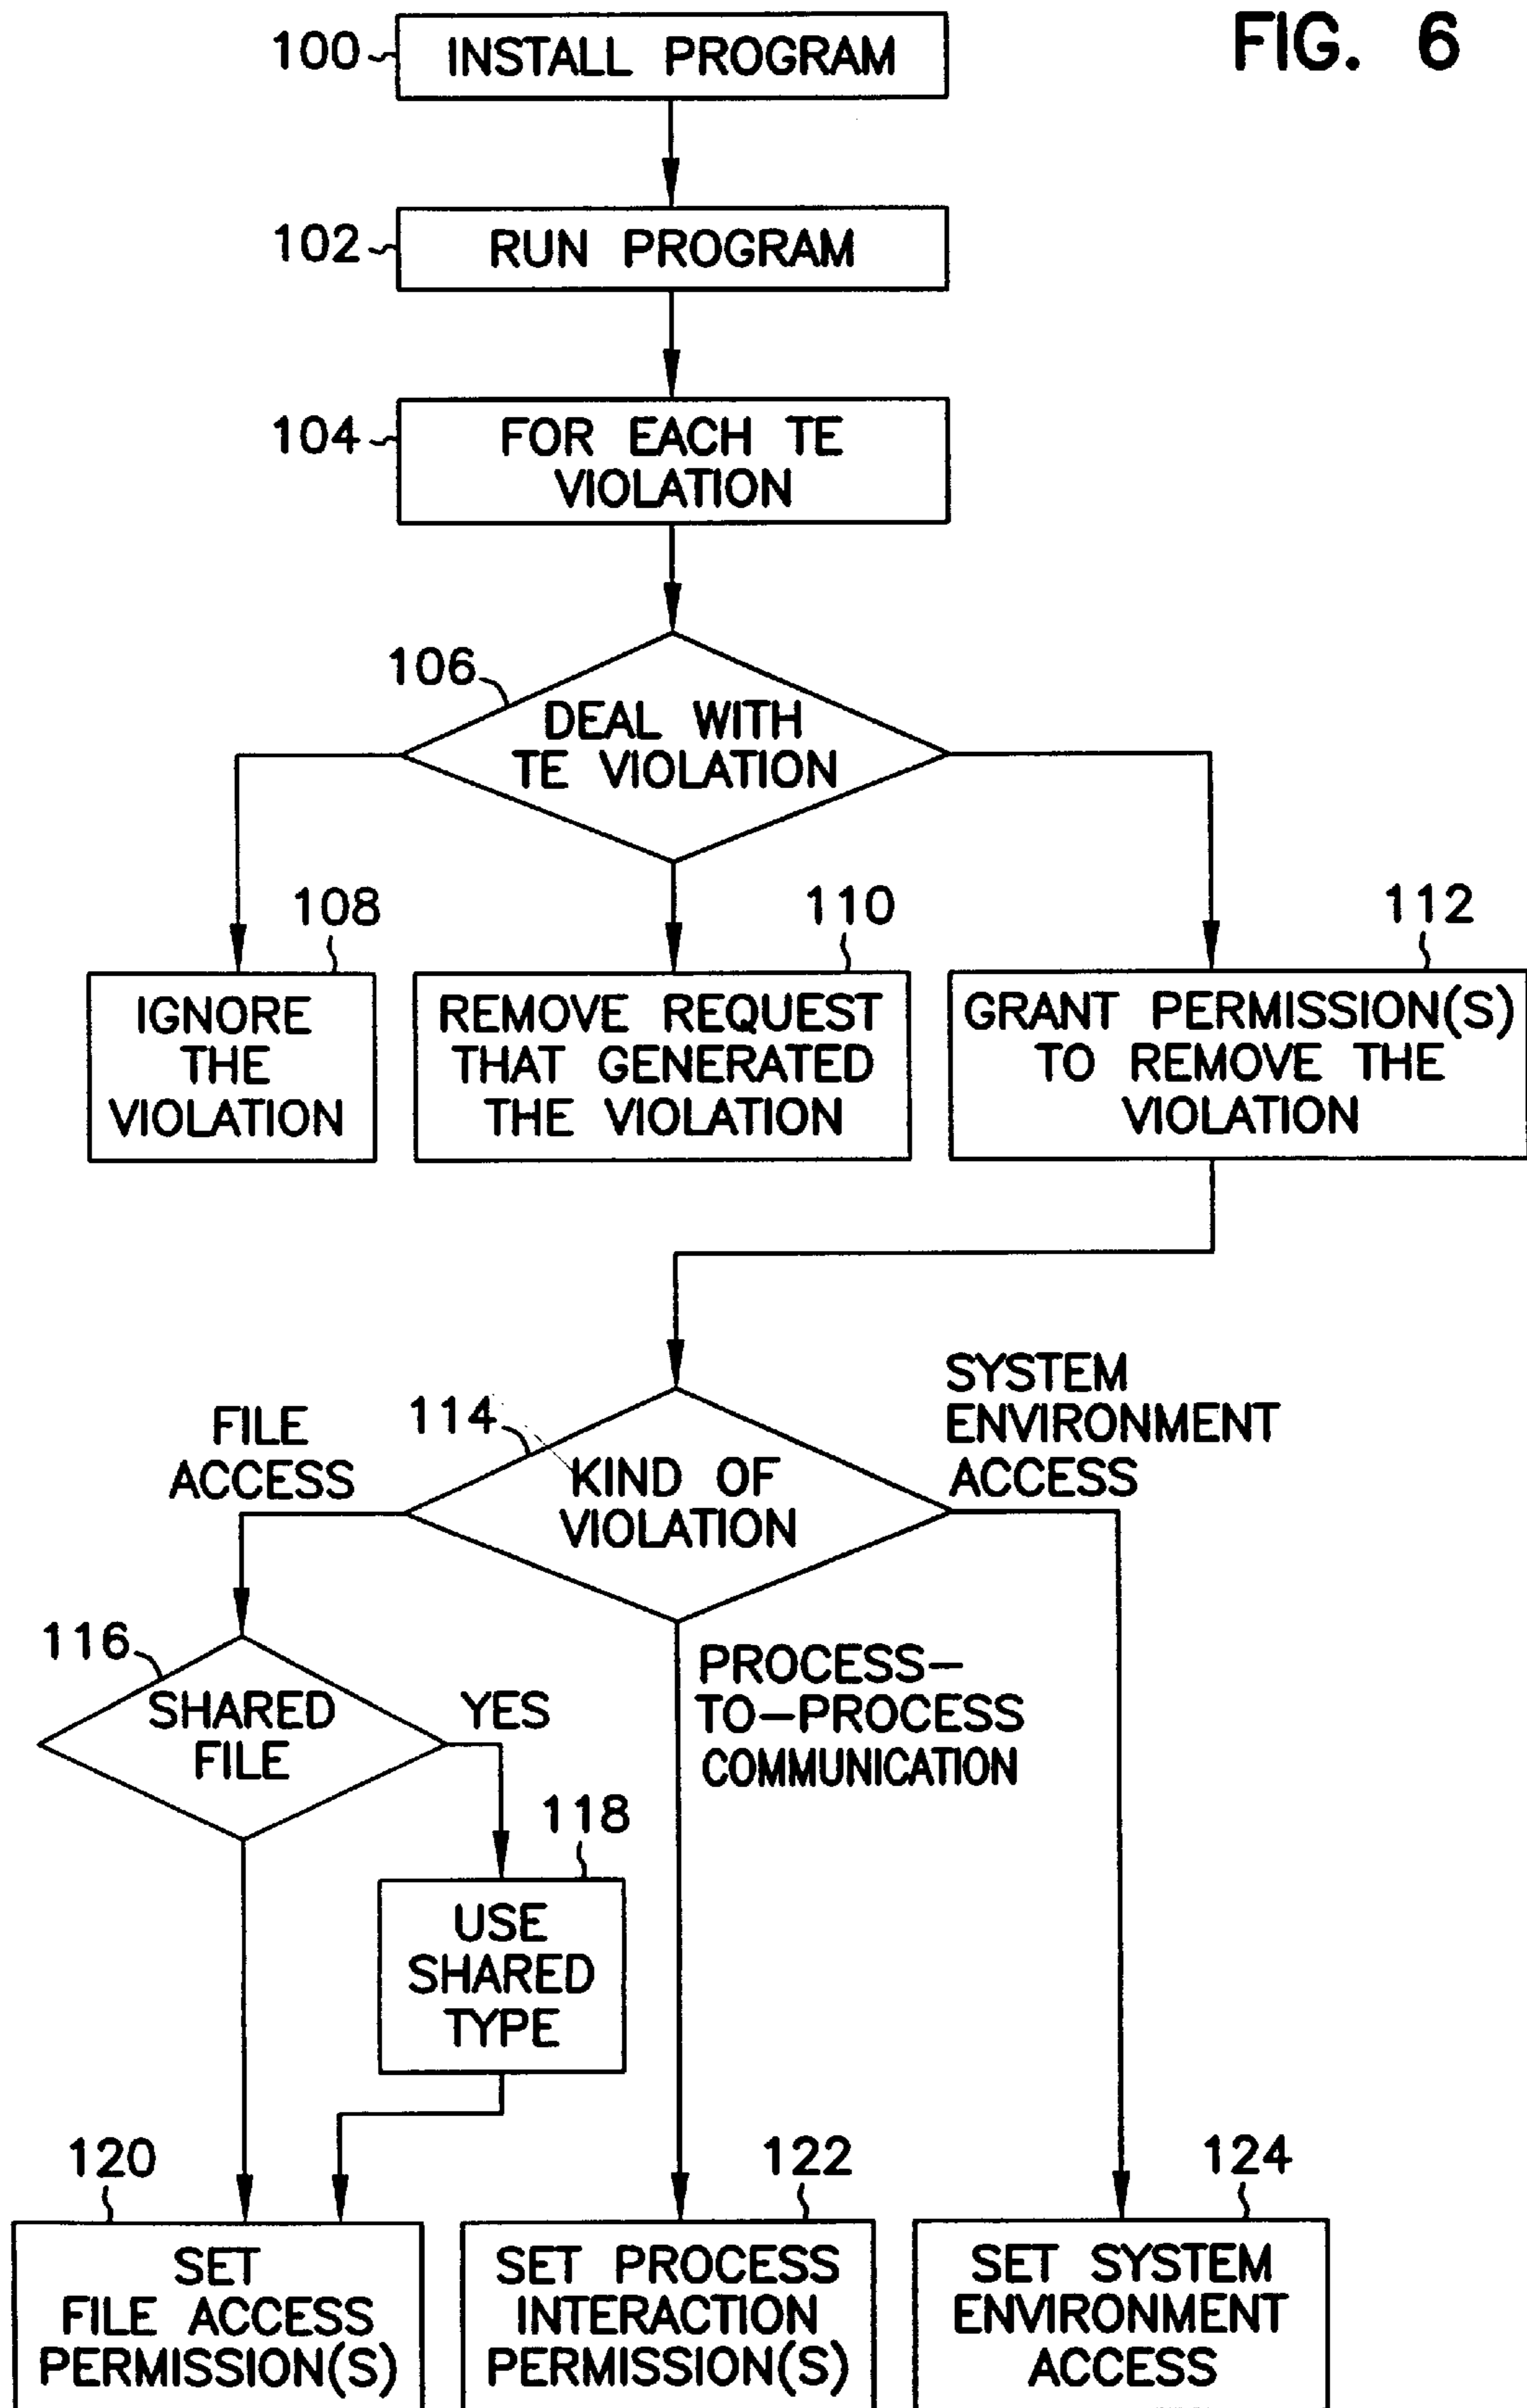 FIG. 6
100
INSTALL PROGRAM
102
RUN PROGRAM
104
FOR EACH TE
VIOLATION
106
DEAL WITH
TE VIOLATION
108
IGNORE
THE
VIOLATION
110
REMOVE REQUEST
THAT GENERATED
THE VIOLATION
112
GRANT PERMISSION(S)
TO REMOVE THE
VIOLATION
114
KIND OF
VIOLATION
FILE
ACCESS
SYSTEM
ENVIRONMENT
ACCESS
116
SHARED
FILE
YES
PROCESS-
TO-PROCESS
COMMUNICATION
118
USE
SHARED
TYPE
120
SET
FILE ACCESS
PERMISSION(S)
122
SET PROCESS
INTERACTION
PERMISSION(S)
124
SET SYSTEM
ENVIRONMENT
ACCESS